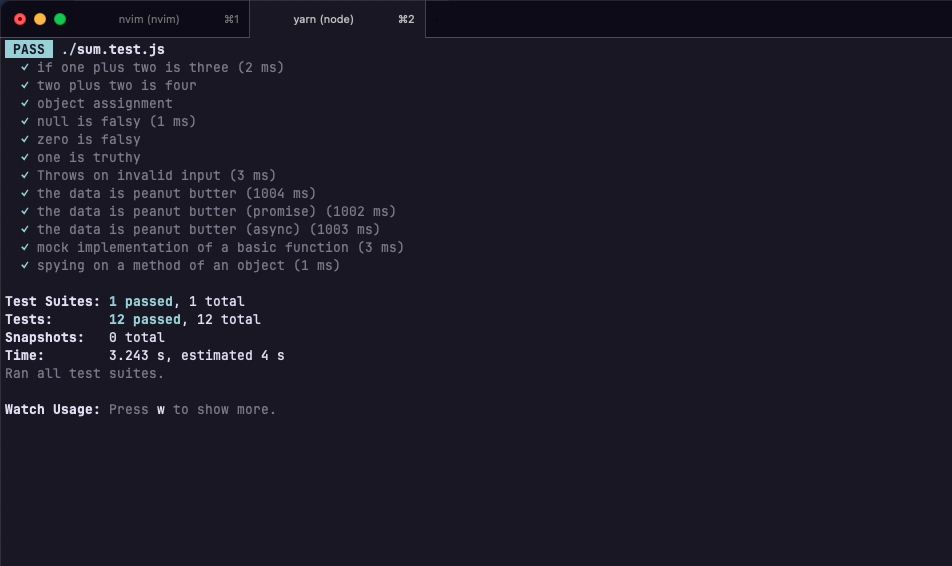 nvim (nvim) ⌘1 yarn (node) ⌘2
PASS ./sum.test.js
✓ if one plus two is three (2 ms)
✓ two plus two is four
✓ object assignment
✓ null is falsy (1 ms)
✓ zero is falsy
✓ one is truthy
✓ Throws on invalid input (3 ms)
✓ the data is peanut butter (1004 ms)
✓ the data is peanut butter (promise) (1002 ms)
✓ the data is peanut butter (async) (1003 ms)
✓ mock implementation of a basic function (3 ms)
✓ spying on a method of an object (1 ms)
Test Suites: 1 passed, 1 total
Tests: 12 passed, 12 total
Snapshots: 0 total
Time: 3.243 s, estimated 4 s
Ran all test suites.
Watch Usage: Press w to show more.